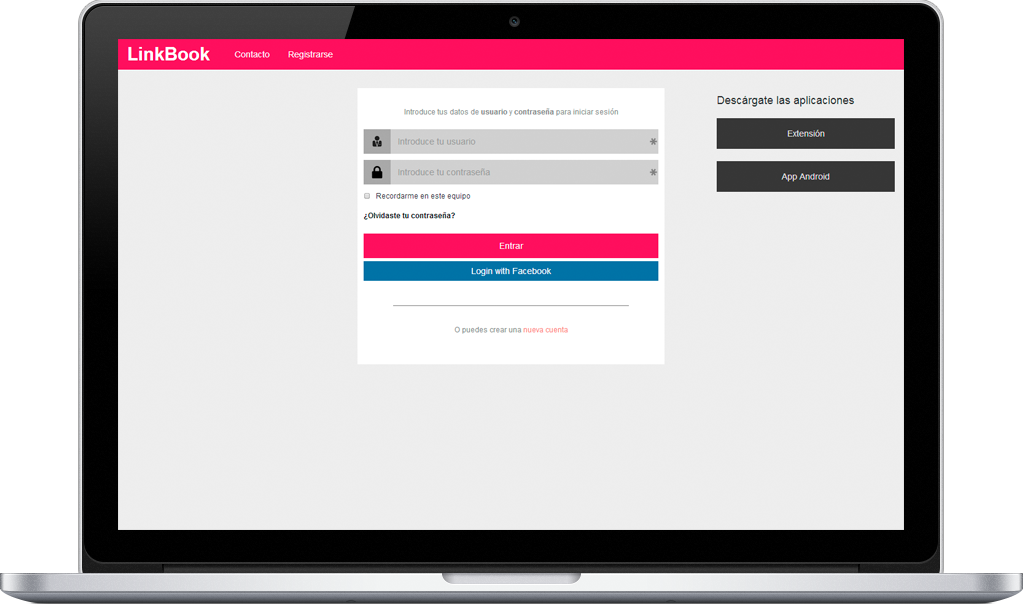 LinkBook
Contacto
Registrarse
Introduce tus datos de usuario y contraseña para iniciar sesión
Introduce tu usuario
*
Introduce tu contraseña
*
Recordarme en este equipo
¿Olvidaste tu contraseña?
Entrar
Login with Facebook
O puedes crear una nueva cuenta
Descárgate las aplicaciones
Extensión
App Android